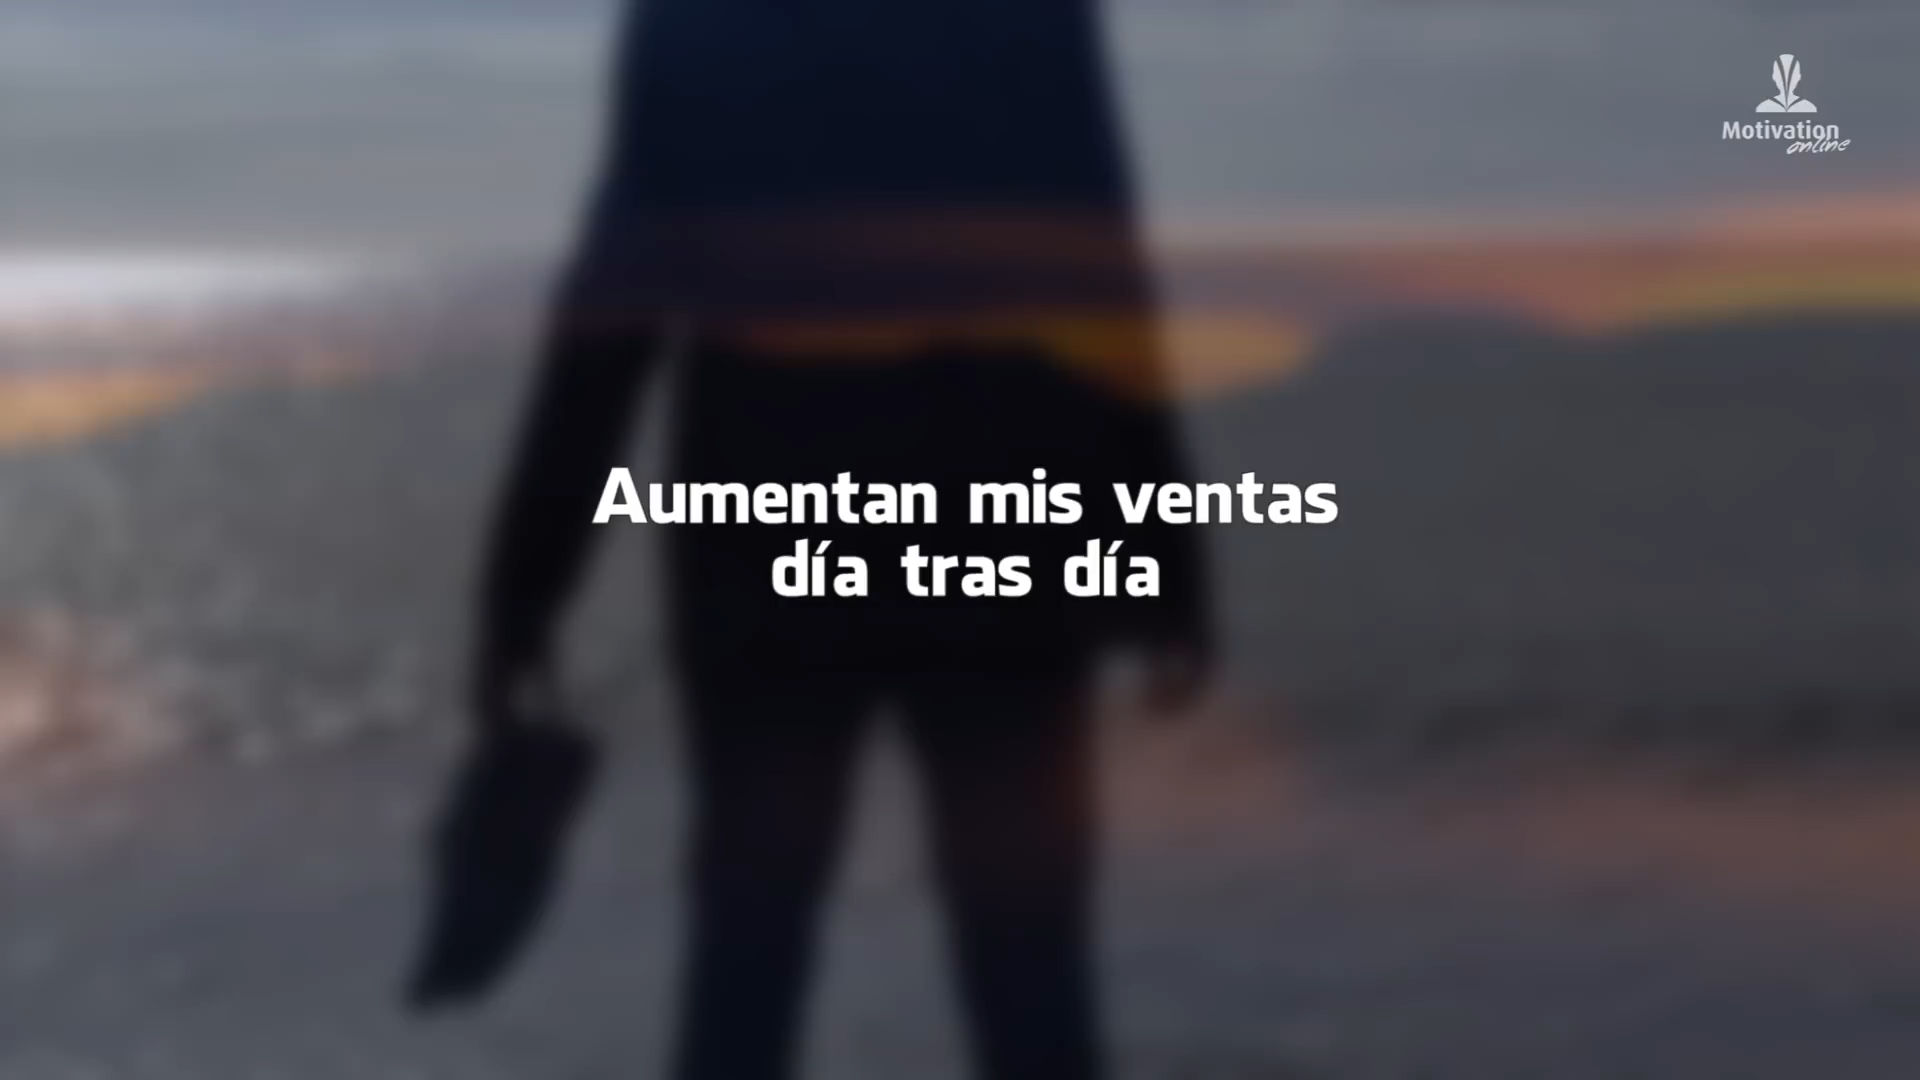 Motivation
online
Aumentan mis ventas
día tras día